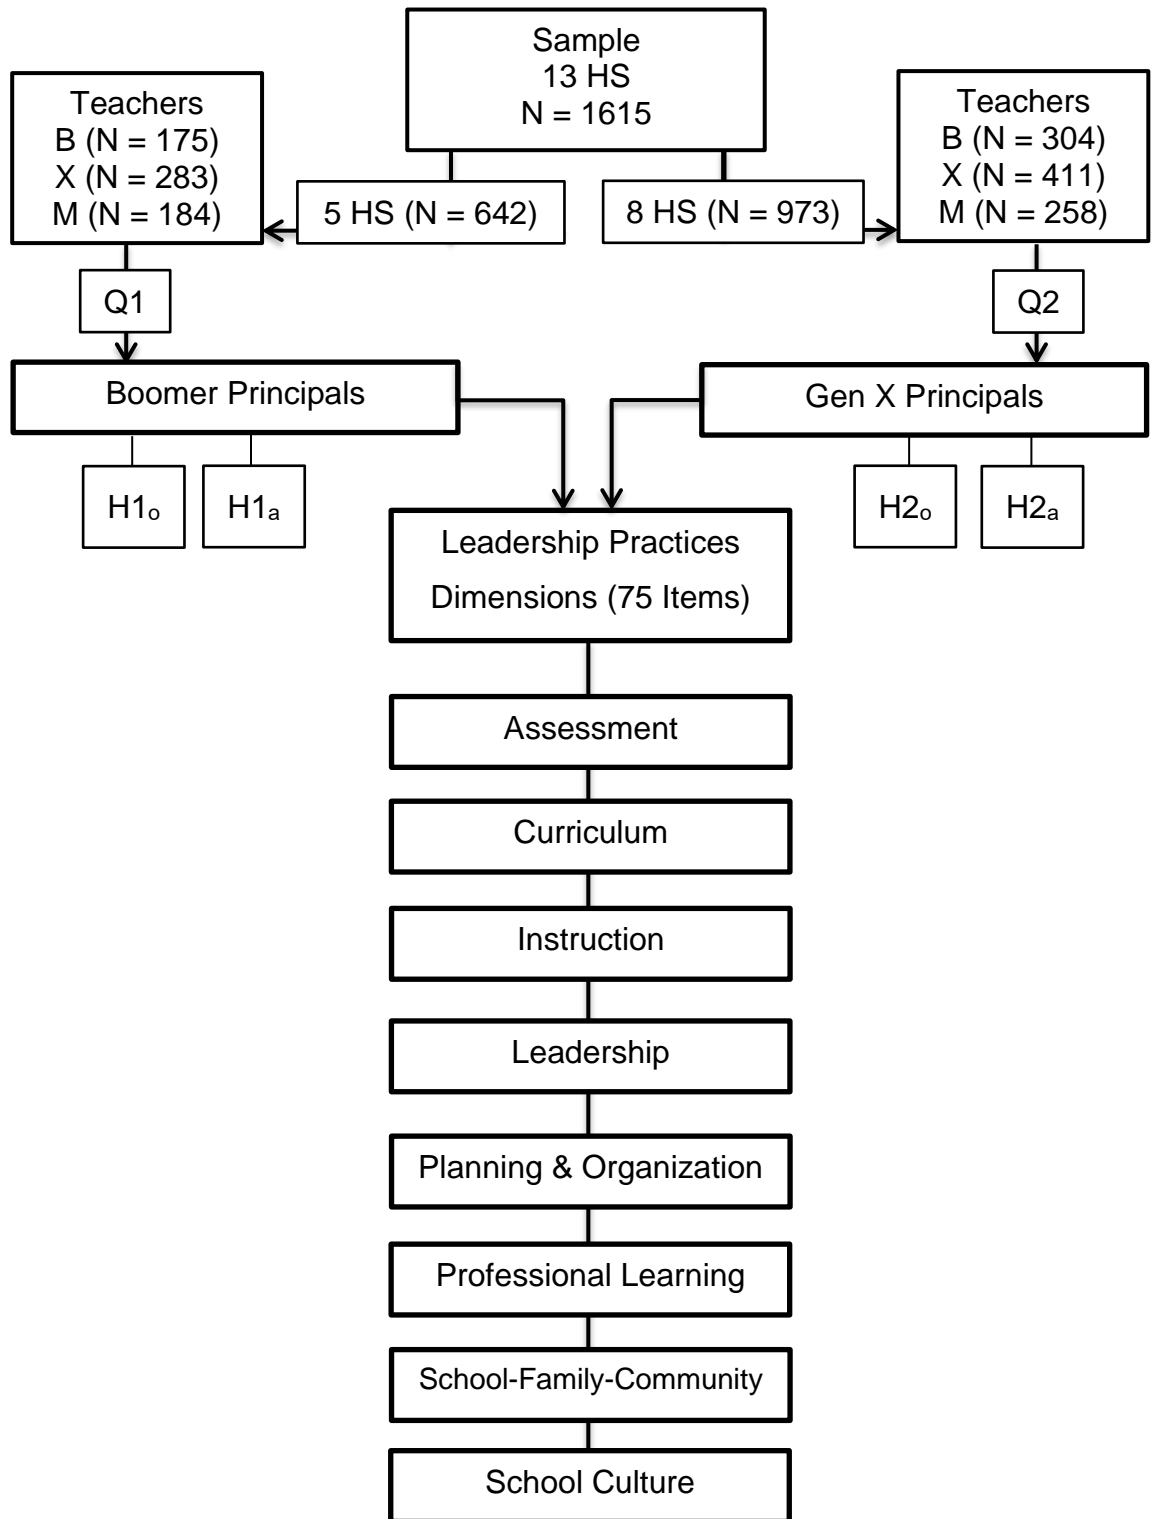 Sample
13 HS
N = 1615
Teachers
B (N = 175)
X (N = 283)
M (N = 184)
Teachers
B (N = 304)
X (N = 411)
M (N = 258)
5 HS (N = 642)
8 HS (N = 973)
Q1
Q2
Boomer Principals
Gen X Principals
H1ₒ
H1ₐ
H2ₒ
H2ₐ
Leadership Practices
Dimensions (75 Items)
Assessment
Curriculum
Instruction
Leadership
Planning & Organization
Professional Learning
School-Family-Community
School Culture